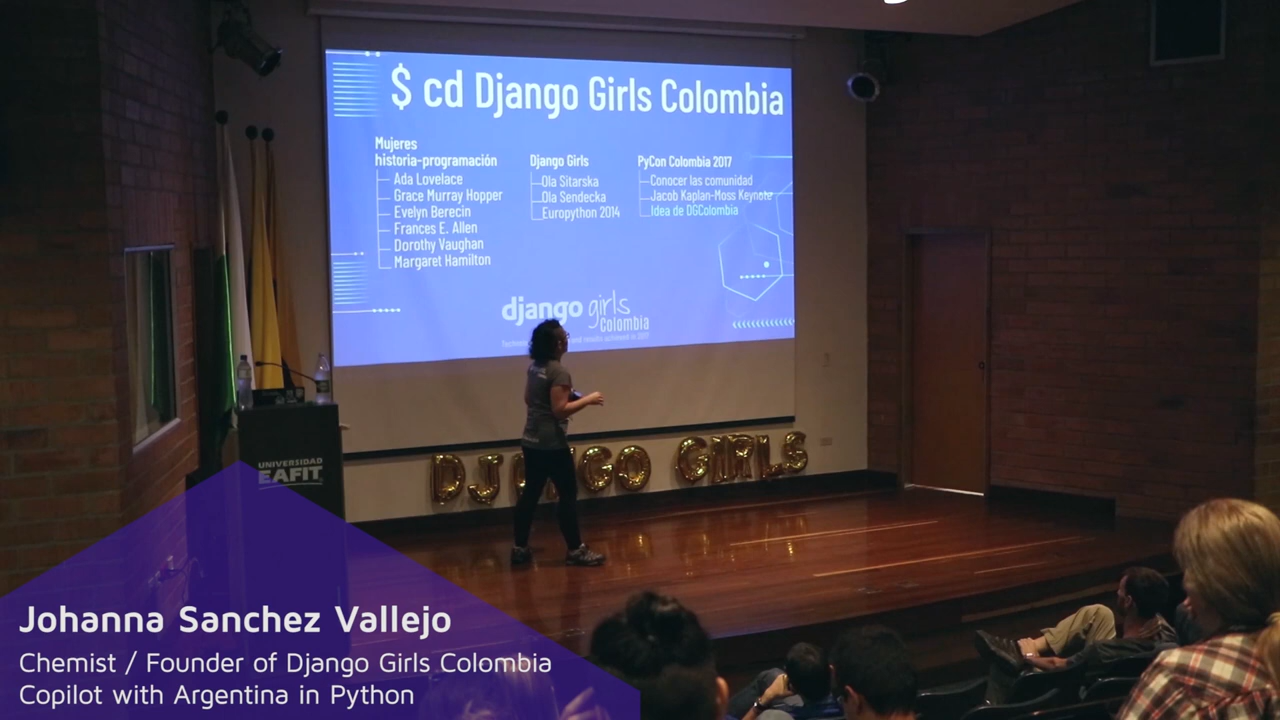 $ cd Django Girls Colombia
Mujeres
historia-programación
Ada Lovelace
Grace Murray Hopper
Evelyn Berecin
Frances E. Allen
Dorothy Vaughan
Margaret Hamilton
Django Girls
Ola Sitarska
Ola Sendecka
Europython 2014
PyCon Colombia 2017
Conocer las comunidad
Jacob Kaplan-Moss Keynote
Idea de DGColombia
django girls
Colombia
DJANGO GIRLS
UNIVERSIDAD
EAFIT
Johanna Sanchez Vallejo
Chemist / Founder of Django Girls Colombia
Copilot with Argentina in Python